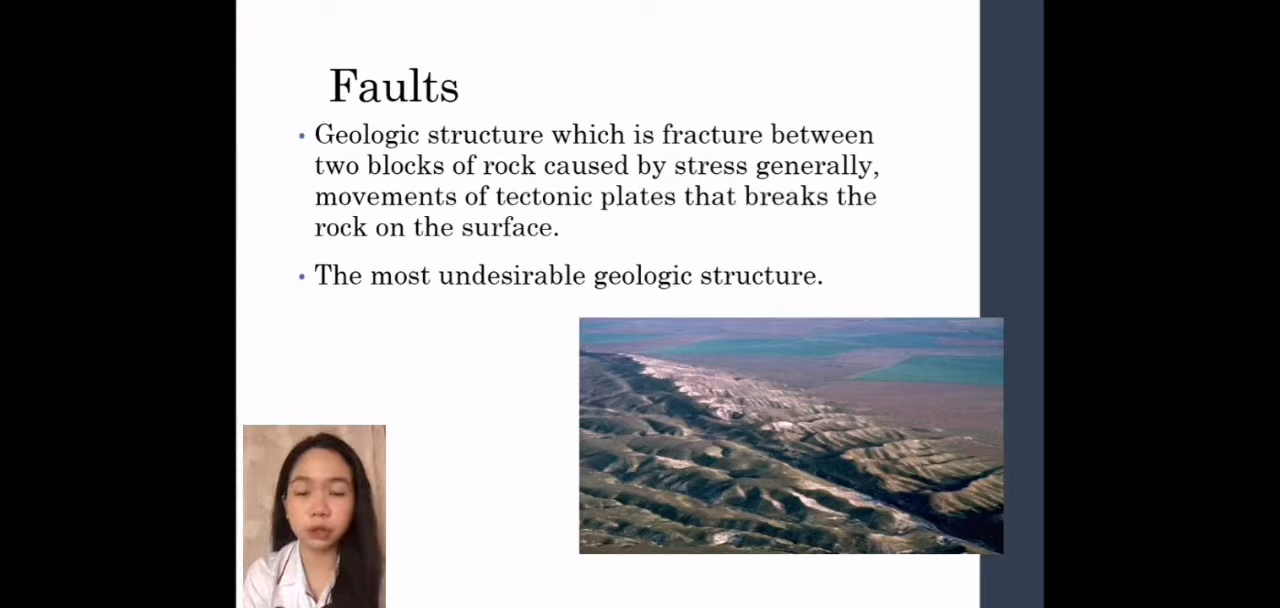 Faults
• Geologic structure which is fracture between
two blocks of rock caused by stress generally,
movements of tectonic plates that breaks the
rock on the surface.
• The most undesirable geologic structure.